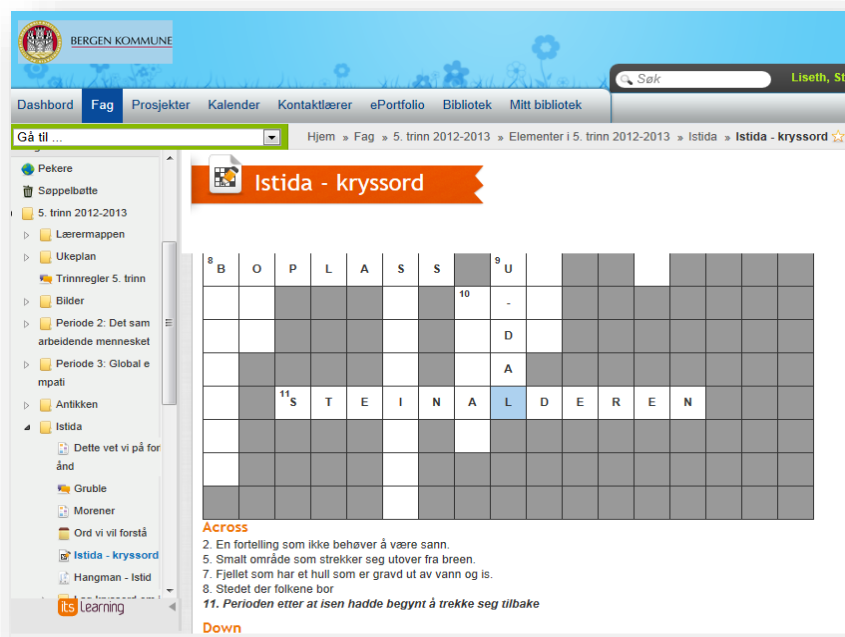 BERGEN KOMMUNE
Søk
Liseth, St
Dashbord Fag Prosjekter Kalender Kontaktlærer ePortfolio Bibliotek Mitt bibliotek
Gå til ...
Hjem » Fag » 5. trinn 2012-2013 » Elementer i 5. trinn 2012-2013 » Istida » Istida - kryssord
Pekere
Søppelbøtte
5. trinn 2012-2013
Lærermappen
Ukeplan
Trinnregler 5. trinn
Bilder
Periode 2: Det sam
arbeidende mennesket
Periode 3: Global e
mpati
Antikken
Istida
Dette vet vi på for
ånd
Gruble
Morener
Ord vi vil forstå
Istida - kryssord
Hangman - Istid
its learning
Istida - kryssord
8 B O P L A S S 9 U
10 -
D
A
11 S T E I N A L D E R E N
Across
2. En fortelling som ikke behøver å være sann.
5. Smalt område som strekker seg utover fra breen.
7. Fjellet som har et hull som er gravd ut av vann og is.
8. Stedet der folkene bor
11. Perioden etter at isen hadde begynt å trekke seg tilbake
Down